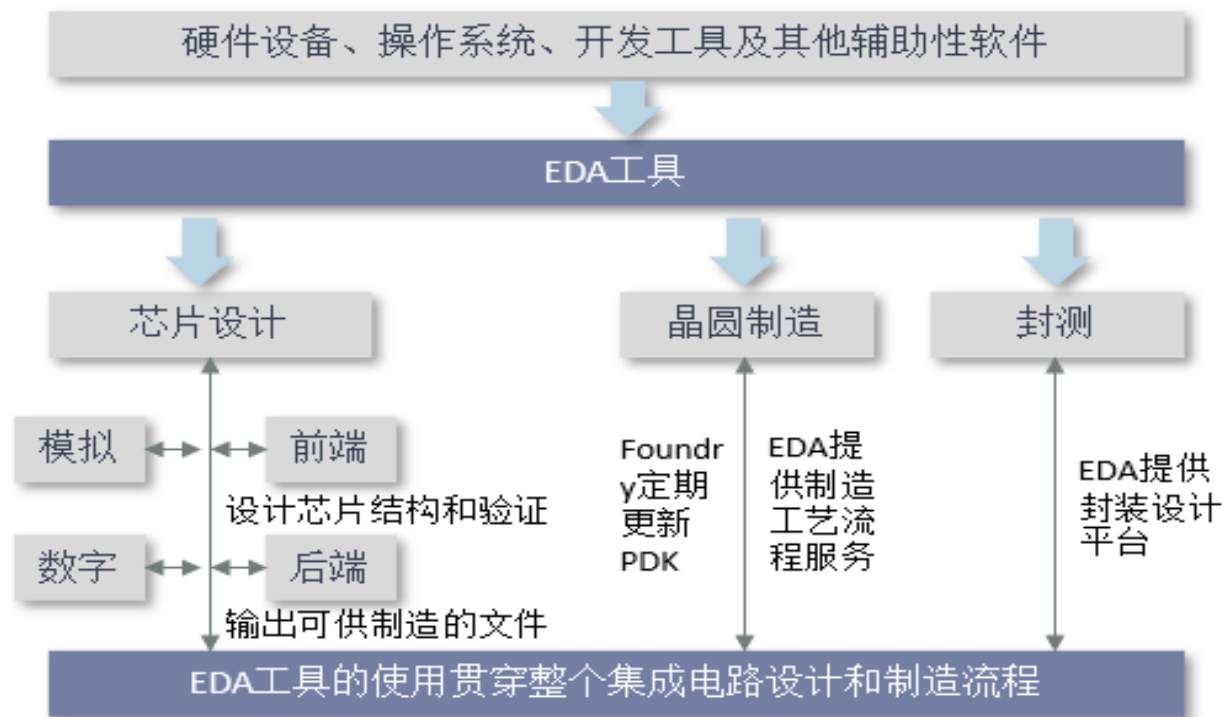 硬件设备、操作系统、开发工具及其他辅助性软件
EDA工具
芯片设计
晶圆制造
封测
模拟
前端
设计芯片结构和验证
数字
后端
输出可供制造的文件
Foundr
y定期
更新
PDK
EDA提
供制造
工艺流
程服务
EDA提供
封装设计
平台
EDA工具的使用贯穿整个集成电路设计和制造流程